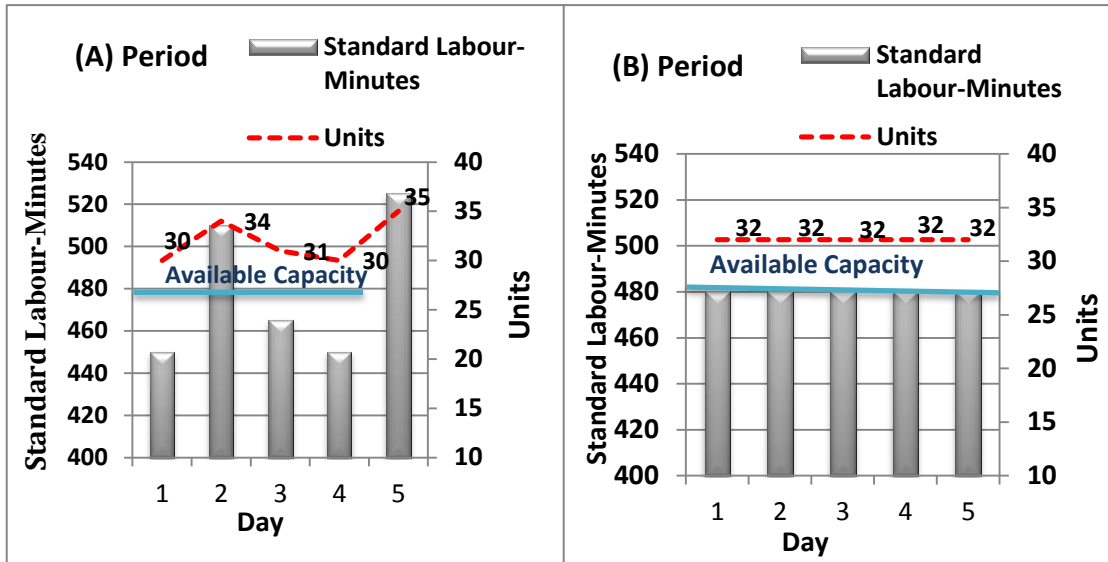 (A) Period
Standard Labour-
Minutes
Units
Standard Labour-Minutes
540
520
500
480
460
440
420
400
40
35
30
25
20
15
10
Units
30
34
31
30
35
Available Capacity
1 2 3 4 5
Day
(B) Period
Standard
Labour-Minutes
Units
Standard Labour-Minutes
540
520
500
480
460
440
420
400
40
35
30
25
20
15
10
Units
32 32 32 32 32
Available Capacity
1 2 3 4 5
Day